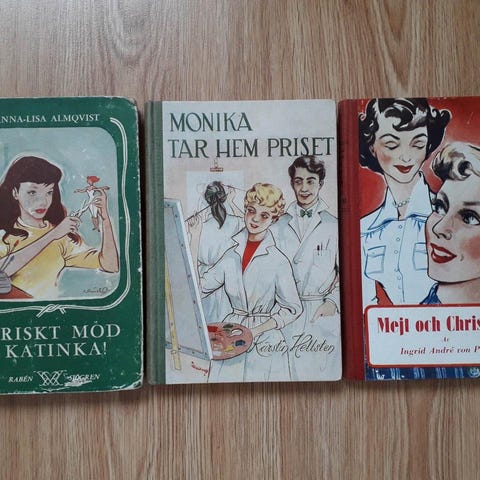 ANNA-LISA ALMQVIST
RISKT MOD
KATINKA!
RABÉN SJÖGREN
MONIKA
TAR HEM PRISET
Kerstin Hellsten
Mejt och Chris
Av
Ingrid André von P